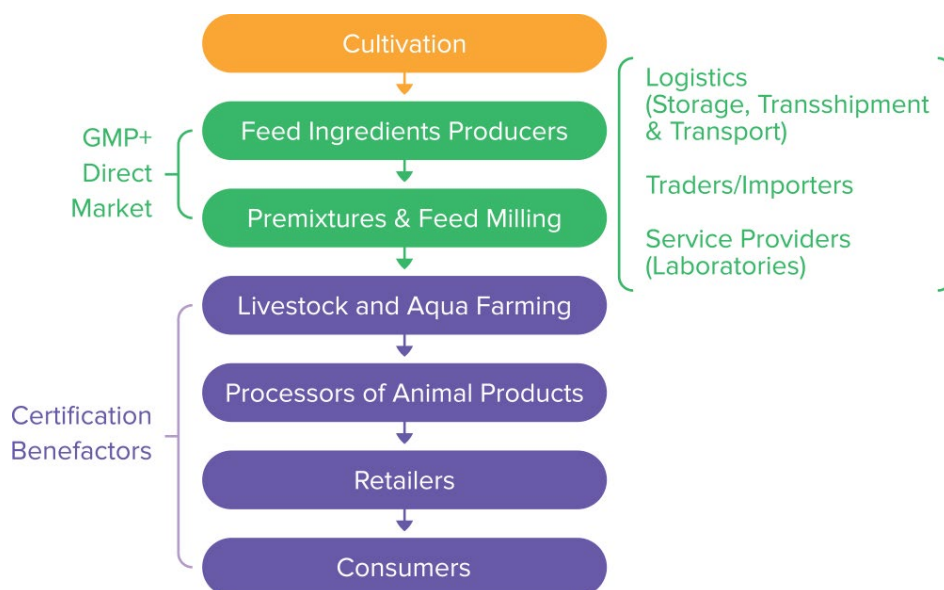 Cultivation
Feed Ingredients Producers
Premixtures & Feed Milling
Livestock and Aqua Farming
Processors of Animal Products
Retailers
Consumers
GMP+
Direct
Market
Certification
Benefactors
Logistics
(Storage, Transshipment
& Transport)
Traders/Importers
Service Providers
(Laboratories)